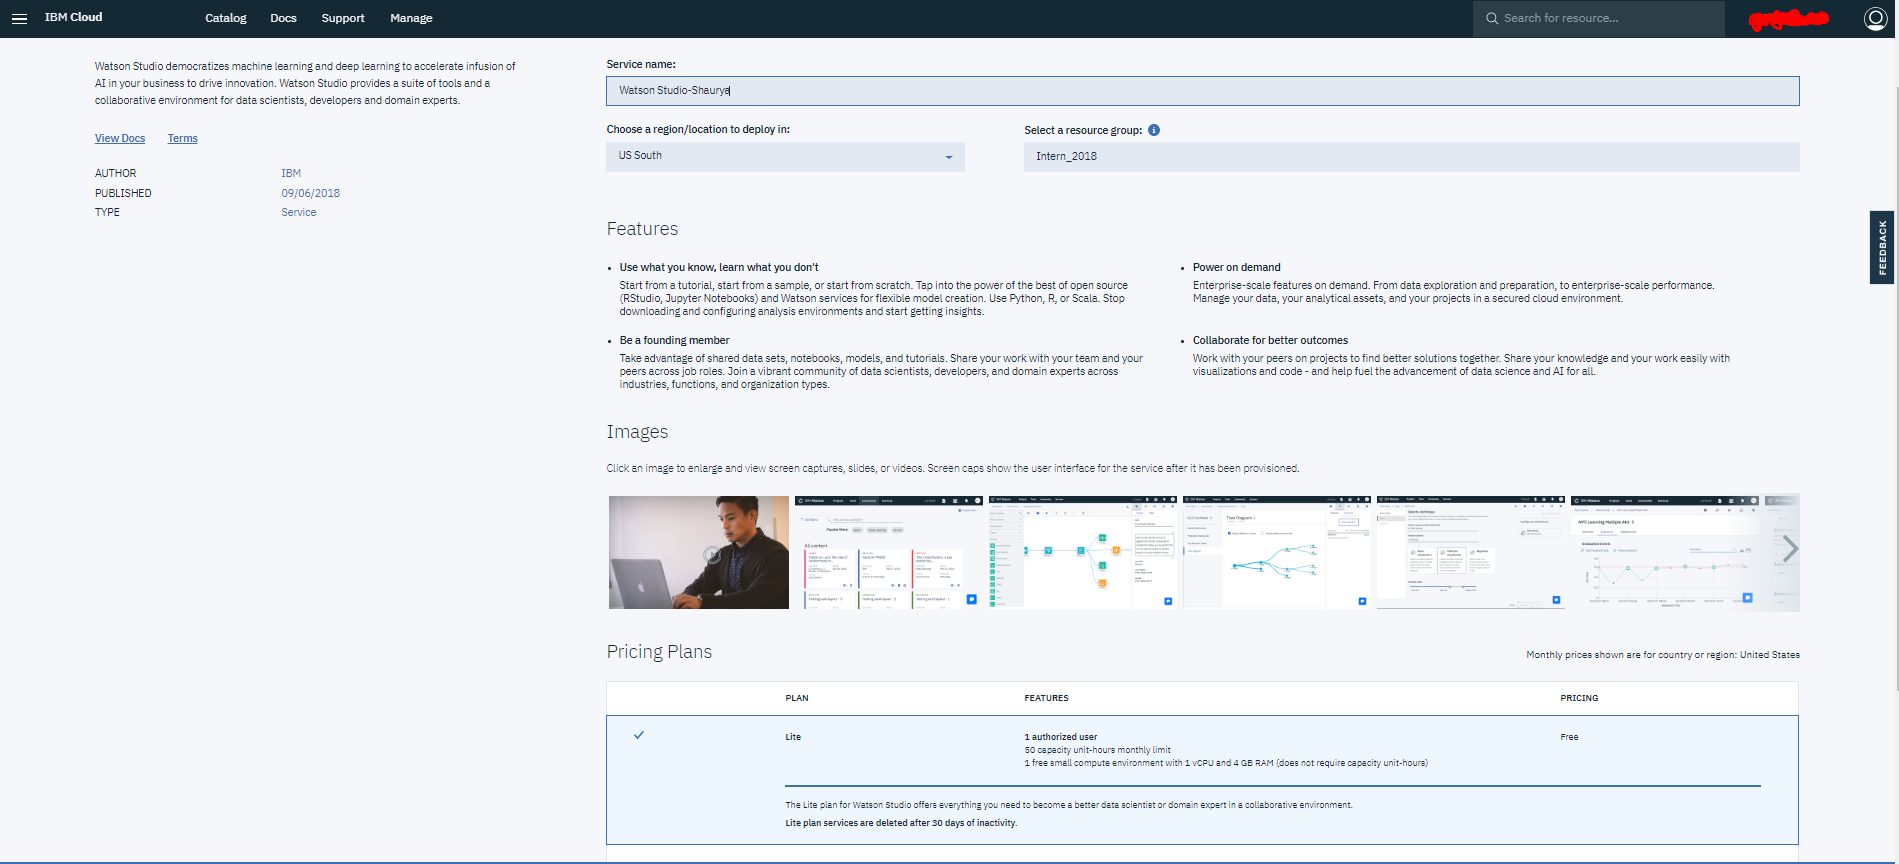 IBM Cloud
Catalog
Docs
Support
Manage
Search for resource...
Watson Studio democratizes machine learning and deep learning to accelerate infusion of
AI in your business to drive innovation. Watson Studio provides a suite of tools and a
collaborative environment for data scientists, developers and domain experts.
View Docs
Terms
AUTHOR
IBM
PUBLISHED
09/06/2018
TYPE
Service
Service name:
Watson Studio-Shaurya
Choose a region/location to deploy in:
US South
Select a resource group:
Intern_2018
FEEDBACK
Features
Use what you know, learn what you don't
Start from a tutorial, start from a sample, or start from scratch. Tap into the power of the best of open source
(RStudio, Jupyter Notebooks) and Watson services for flexible model creation. Use Python, R, or Scala. Stop
downloading and configuring analysis environments and start getting insights.
Power on demand
Enterprise-scale features on demand. From data exploration and preparation, to enterprise-scale performance.
Manage your data, your analytical assets, and your projects in a secured cloud environment.
Be a founding member
Take advantage of shared data sets, notebooks, models, and tutorials. Share your work with your team and your
peers across job roles. Join a vibrant community of data scientists, developers, and domain experts across
industries, functions, and organization types.
Collaborate for better outcomes
Work with your peers on projects to find better solutions together. Share your knowledge and your work easily with
visualizations and code - and help fuel the advancement of data science and AI for all.
Images
Click an image to enlarge and view screen captures, slides, or videos. Screen caps show the user interface for the service after it has been provisioned.
Tree Diagram
Select a technique
Pricing Plans
Monthly prices shown are for country or region: United States
PLAN
FEATURES
PRICING
Lite
1 authorized user
50 capacity unit-hours monthly limit
1 free small compute environment with 1 vCPU and 4 GB RAM (does not require capacity unit-hours)
Free
The Lite plan for Watson Studio offers everything you need to become a better data scientist or domain expert in a collaborative environment.
Lite plan services are deleted after 30 days of inactivity.